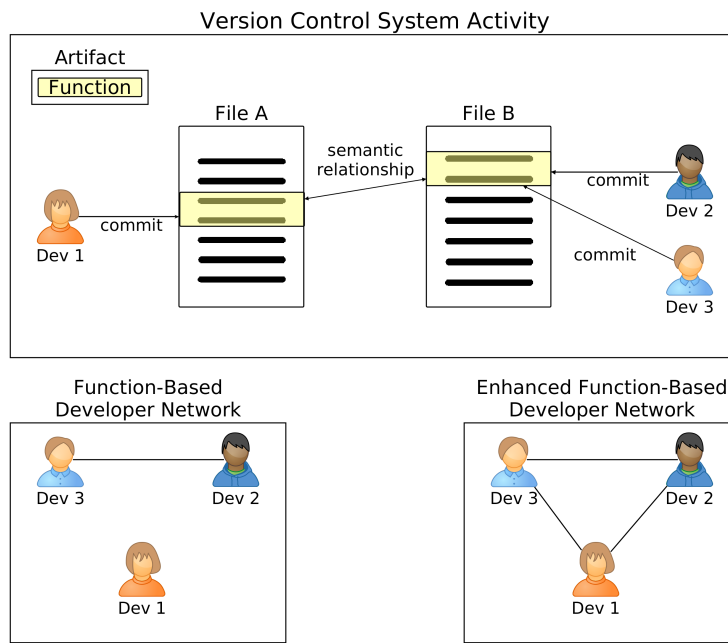 Version Control System Activity
Artifact
Function
File A
File B
semantic
relationship
commit
Dev 1
commit
Dev 2
commit
Dev 3
Function-Based
Developer Network
Dev 3
Dev 2
Dev 1
Enhanced Function-Based
Developer Network
Dev 3
Dev 2
Dev 1